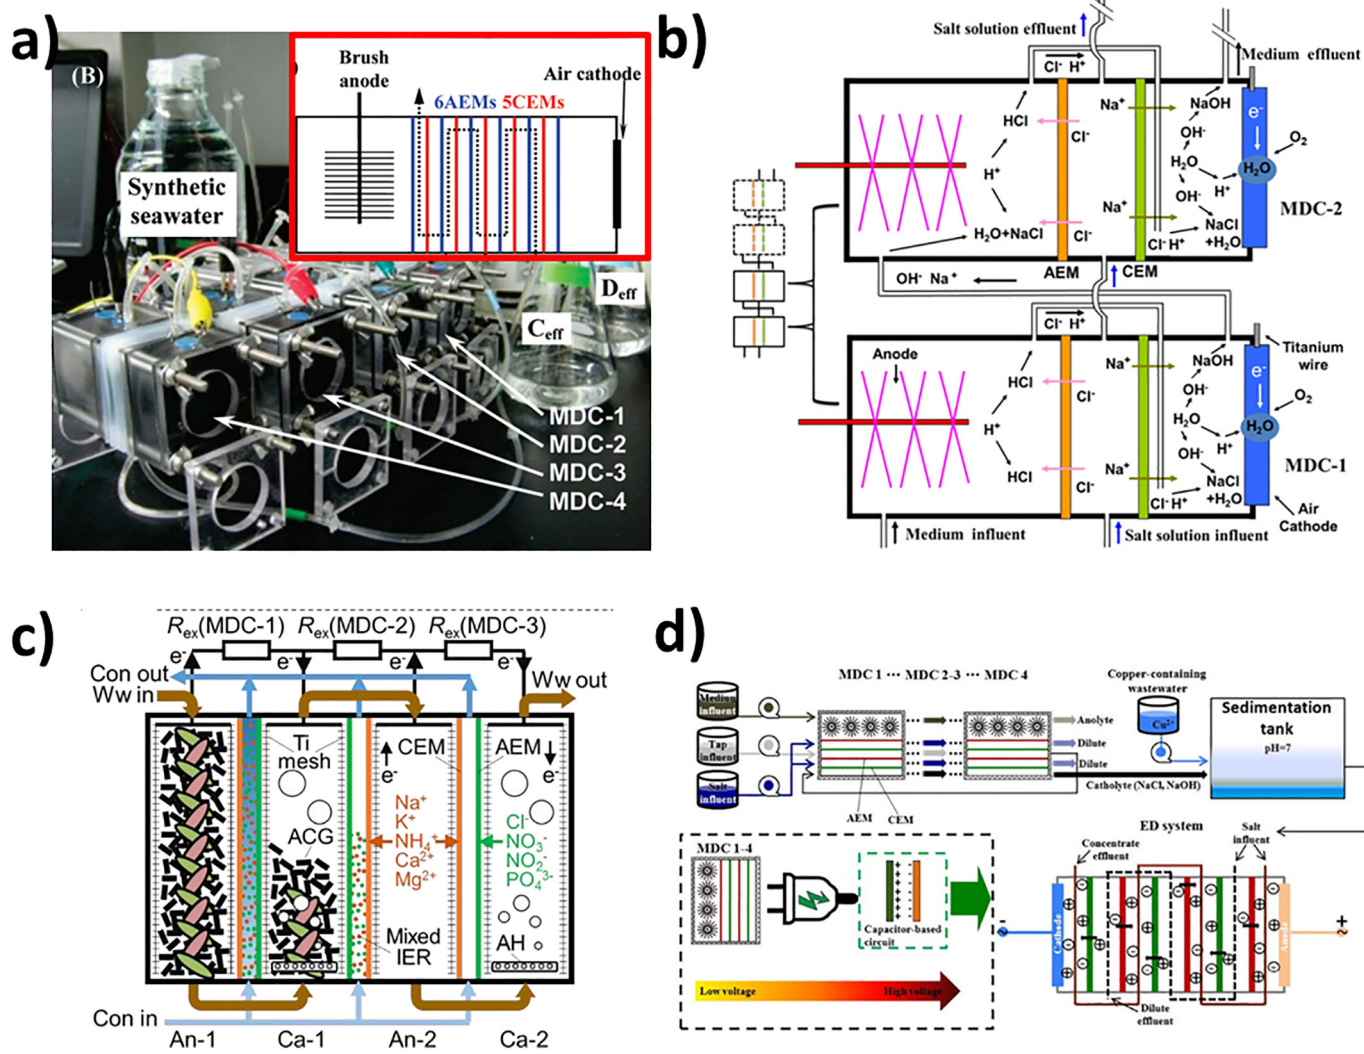 a)
(B)
Brush
anode
Air cathode
6AEMs 5CEMs
Synthetic
seawater
Deff
Ceff
MDC-1
MDC-2
MDC-3
MDC-4
b)
Salt solution effluent
Medium effluent
Cl⁻ H⁺
Na⁺
NaOH
HCl
Cl⁻
OH⁻
e⁻
O₂
H₂O
H₂O
H⁺
H⁺
OH⁻
MDC-2
Na⁺
NaCl
+H₂O
H₂O+NaCl
Cl⁻
Cl⁻ H⁺
AEM
CEM
OH⁻ Na⁺
Cl⁻ H⁺
Anode
Na⁺
NaOH
Titanium
wire
HCl
Cl⁻
OH⁻
e⁻
O₂
H₂O
H₂O
H⁺
H⁺
OH⁻
MDC-1
HCl
Na⁺
NaCl
+H₂O
Cl⁻
Cl⁻ H⁺
Air
Cathode
Medium influent
Salt solution influent
c)
Rex(MDC-1) Rex(MDC-2) Rex(MDC-3)
e⁻ e⁻ e⁻ e⁻
Con out
Ww in
Ww out
Ti
mesh
CEM
AEM
e⁻
e⁻
Na⁺
K⁺
NH₄⁺
Ca²⁺
Mg²⁺
Cl⁻
NO₃⁻
NO₂⁻
PO₄³⁻
ACG
Mixed
IER
AH
Con in
An-1 Ca-1 An-2 Ca-2
d)
MDC 1 ··· MDC 2-3 ··· MDC 4
Medium
influent
Tap
influent
Salt
influent
Anolyte
Dilute
Dilute
Catholyte (NaCl, NaOH)
AEM
CEM
Copper-containing
wastewater
Cu²⁺
Sedimentation
tank
pH=7
MDC 1-4
Capacitor-based
circuit
Low voltage
High voltage
ED system
Concentrate
effluent
Salt
influent
Cathode
Anode
-
+
Dilute
effluent